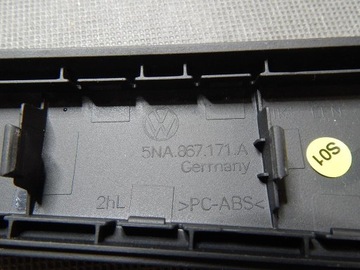 5NA.867.171.A
Germany
2hL >PC-ABS<
S01